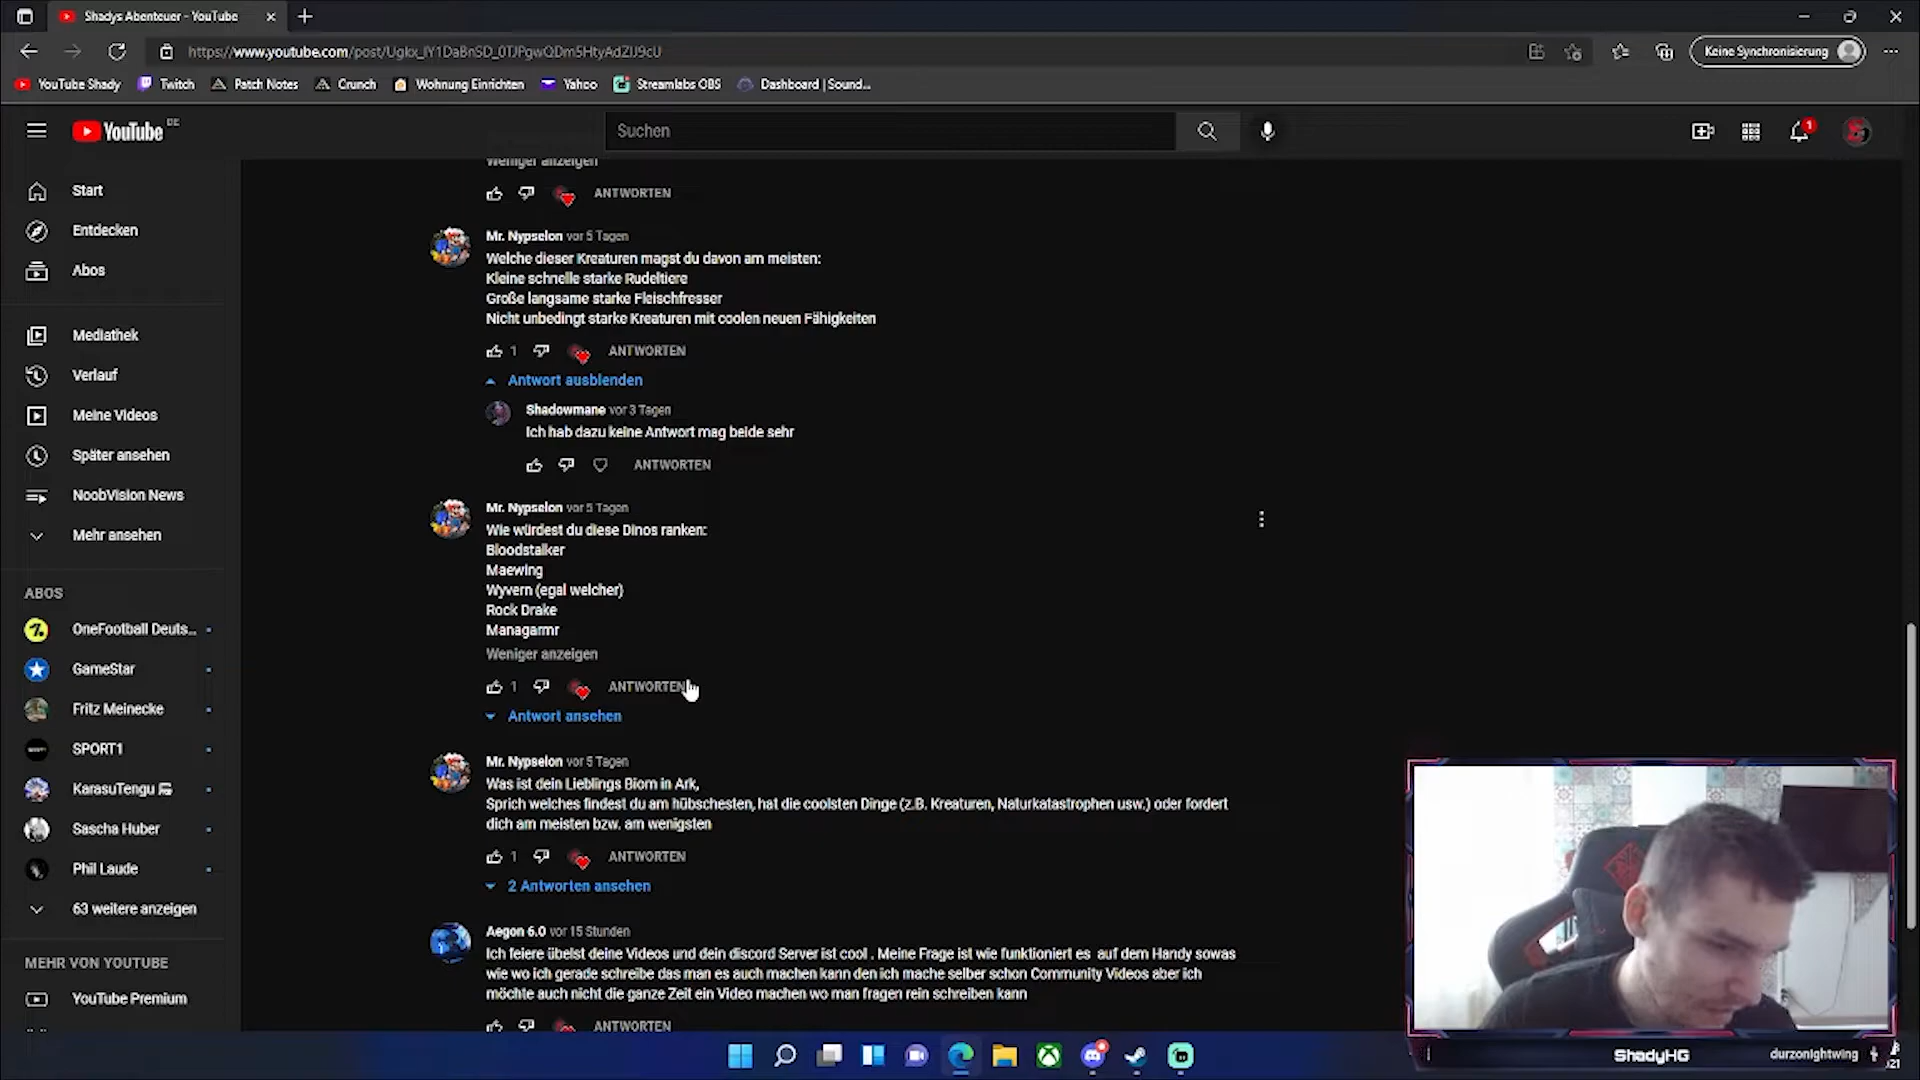 Shadys Abenteuer - YouTube
Keine Synchronisierung
YouTube Shady
Twitch
Patch Notes
Crunch
Wohnung Einrichten
Yahoo
Streamlabs OBS
Dashboard | Sound...
YouTube DE
Suchen
1
Start
Entdecken
Abos
Mediathek
Verlauf
Meine Videos
Später ansehen
NoobVision News
Mehr ansehen
ABOS
OneFootball Deuts...
GameStar
Fritz Meinecke
SPORT1
KarasuTengu
Sascha Huber
Phil Laude
63 weitere anzeigen
MEHR VON YOUTUBE
YouTube Premium
Weniger anzeigen
ANTWORTEN
Mr. Nypselon vor 5 Tagen
Welche dieser Kreaturen magst du davon am meisten:
Kleine schnelle starke Rudeltiere
Große langsame starke Fleischfresser
Nicht unbedingt starke Kreaturen mit coolen neuen Fähigkeiten
1 ANTWORTEN
Antwort ausblenden
Shadowmane vor 3 Tagen
Ich hab dazu keine Antwort mag beide sehr
ANTWORTEN
Mr. Nypselon vor 5 Tagen
Wie würdest du diese Dinos ranken:
Bloodstalker
Maewing
Wyvern (egal welcher)
Rock Drake
Managarmr
Weniger anzeigen
1 ANTWORTEN
Antwort ansehen
Mr. Nypselon vor 5 Tagen
Was ist dein Lieblings Biom in Ark,
Sprich welches findest du am hübschesten, hat die coolsten Dinge (z.B. Kreaturen, Naturkatastrophen usw.) oder fordert
dich am meisten bzw. am wenigsten
1 ANTWORTEN
2 Antworten ansehen
Aegon 6.0 vor 15 Stunden
Ich feiere übelst deine Videos und dein discord Server ist cool . Meine Frage ist wie funktioniert es auf dem Handy sowas
wie wo ich gerade schreibe das man es auch machen kann den ich mache selber schon Community Videos aber ich
möchte auch nicht die ganze Zeit ein Video machen wo man fragen rein schreiben kann
ANTWORTEN
ShadyHG
durzonightwing